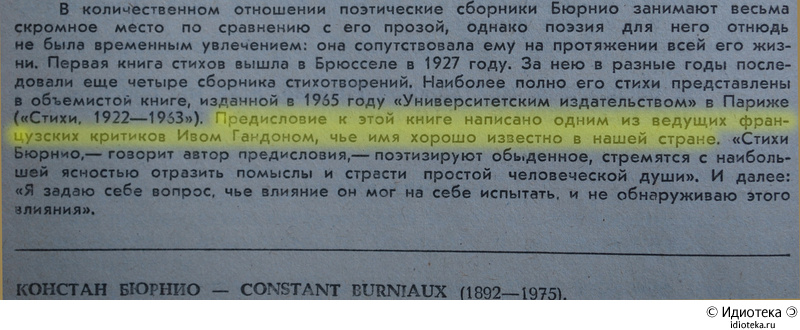 В количественном отношении поэтические сборники Бюрнио занимают весьма
скромное место по сравнению с его прозой, однако поэзия для него отнюдь
не была временным увлечением: она сопутствовала ему на протяжении всей его жиз-
ни. Первая книга стихов вышла в Брюсселе в 1927 году. За нею в разные годы после-
довали еще четыре сборника стихотворений. Наиболее полно его стихи представлены
в объемистой книге, изданной в 1965 году «Университетским издательством» в Париже
(«Стихи, 1922—1963»). Предисловие к этой книге написано одним из ведущих фран-
цузских критиков Ивом Гандоном, чье имя хорошо известно в нашей стране. «Стихи
Бюрнио,— говорит автор предисловия,— поэтизируют обыденное, стремятся с наиболь-
шей ясностью отразить помыслы и страсти простой человеческой души». И далее:
«Я задаю себе вопрос, чье влияние он мог на себе испытать, и не обнаруживаю этого
влияния».
КОНСТАН БЮРНИО — CONSTANT BURNIAUX (1892—1975).
© Идиотека
idioteka.ru